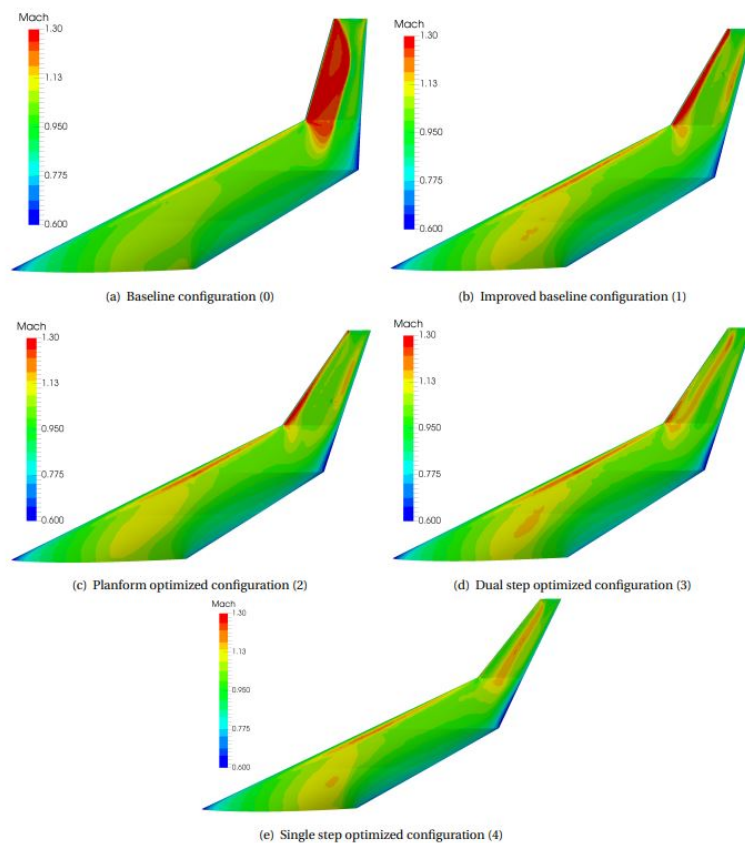 Mach
1.30
1.13
0.950
0.775
0.600
(a) Baseline configuration (0)
Mach
1.30
1.13
0.950
0.775
0.600
(b) Improved baseline configuration (1)
Mach
1.30
1.13
0.950
0.775
0.600
(c) Planform optimized configuration (2)
Mach
1.30
1.13
0.950
0.775
0.600
(d) Dual step optimized configuration (3)
Mach
1.30
1.13
0.950
0.775
0.600
(e) Single step optimized configuration (4)